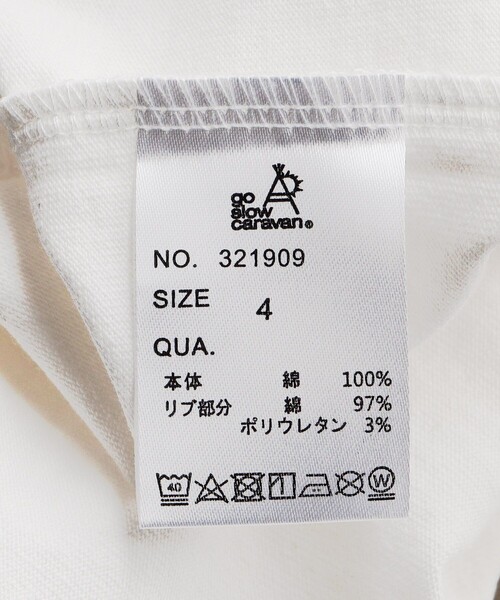 go
slow
caravan®
NO. 321909
SIZE 4
QUA.
本体 綿 100%
リブ部分 綿 97%
ポリウレタン 3%
40 W